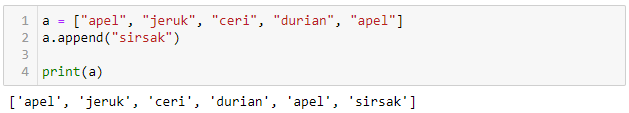 1 a = ["apel", "jeruk", "ceri", "durian", "apel"]
2 a.append("sirsak")
3
4 print(a)
['apel', 'jeruk', 'ceri', 'durian', 'apel', 'sirsak']